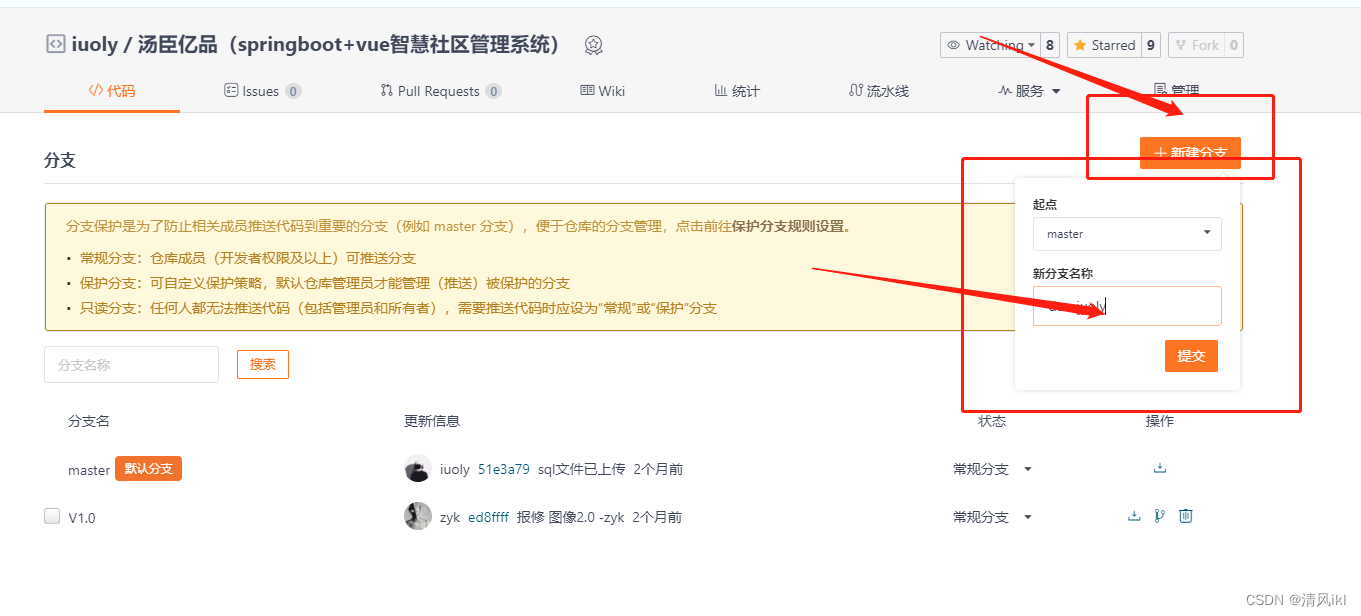 iuoly / 汤臣亿品（springboot+vue智慧社区管理系统）
Watching 8 Starred 9 Fork 0
代码 Issues 0 Pull Requests 0 Wiki 统计 流水线 服务 管理
分支
新建分支
分支保护是为了防止相关成员推送代码到重要的分支（例如 master 分支），便于仓库的分支管理，点击前往保护分支规则设置。
• 常规分支：仓库成员（开发者权限及以上）可推送分支
• 保护分支：可自定义保护策略，默认仓库管理员才能管理（推送）被保护的分支
• 只读分支：任何人都无法推送代码（包括管理员和所有者），需要推送代码时应设为“常规”或“保护”分支
起点
master
新分支名称
提交
分支名称 搜索
分支名 更新信息 状态 操作
master 默认分支 iuoly 51e3a79 sql文件已上传 2个月前 常规分支
V1.0 zyk ed8ffff 报修 图像2.0 -zyk 2个月前 常规分支
CSDN @清风ikl